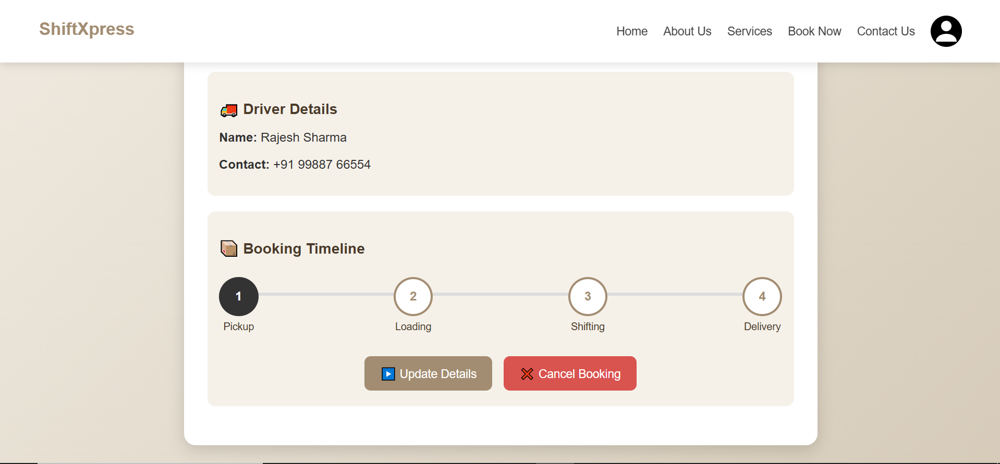 ShiftXpress
Home About Us Services Book Now Contact Us
Driver Details
Name: Rajesh Sharma
Contact: +91 99887 66554
Booking Timeline
1 2 3 4
Pickup Loading Shifting Delivery
Update Details Cancel Booking